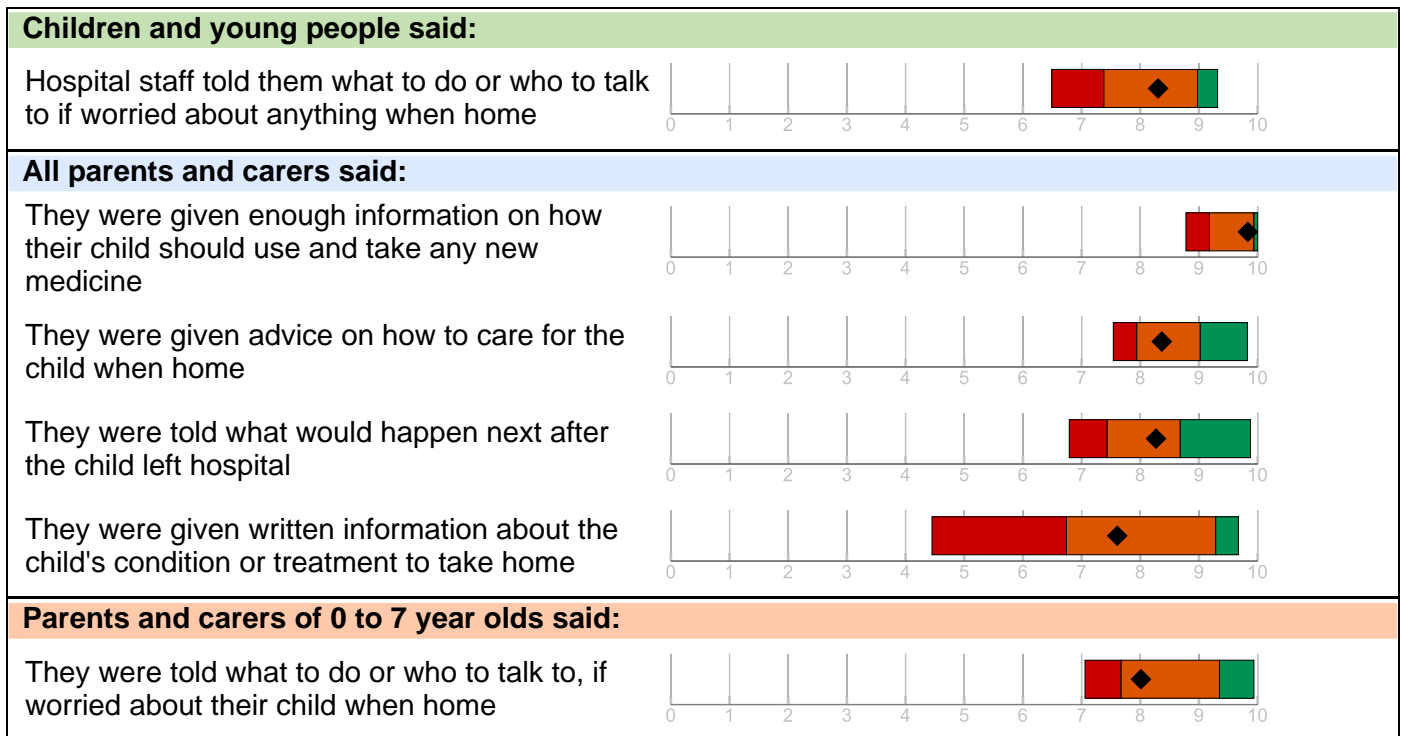 Children and young people said:
Hospital staff told them what to do or who to talk
to if worried about anything when home
0 1 2 3 4 5 6 7 8 9 10
All parents and carers said:
They were given enough information on how
their child should use and take any new
medicine
0 1 2 3 4 5 6 7 8 9 10
They were given advice on how to care for the
child when home
0 1 2 3 4 5 6 7 8 9 10
They were told what would happen next after
the child left hospital
0 1 2 3 4 5 6 7 8 9 10
They were given written information about the
child's condition or treatment to take home
0 1 2 3 4 5 6 7 8 9 10
Parents and carers of 0 to 7 year olds said:
They were told what to do or who to talk to, if
worried about their child when home
0 1 2 3 4 5 6 7 8 9 10